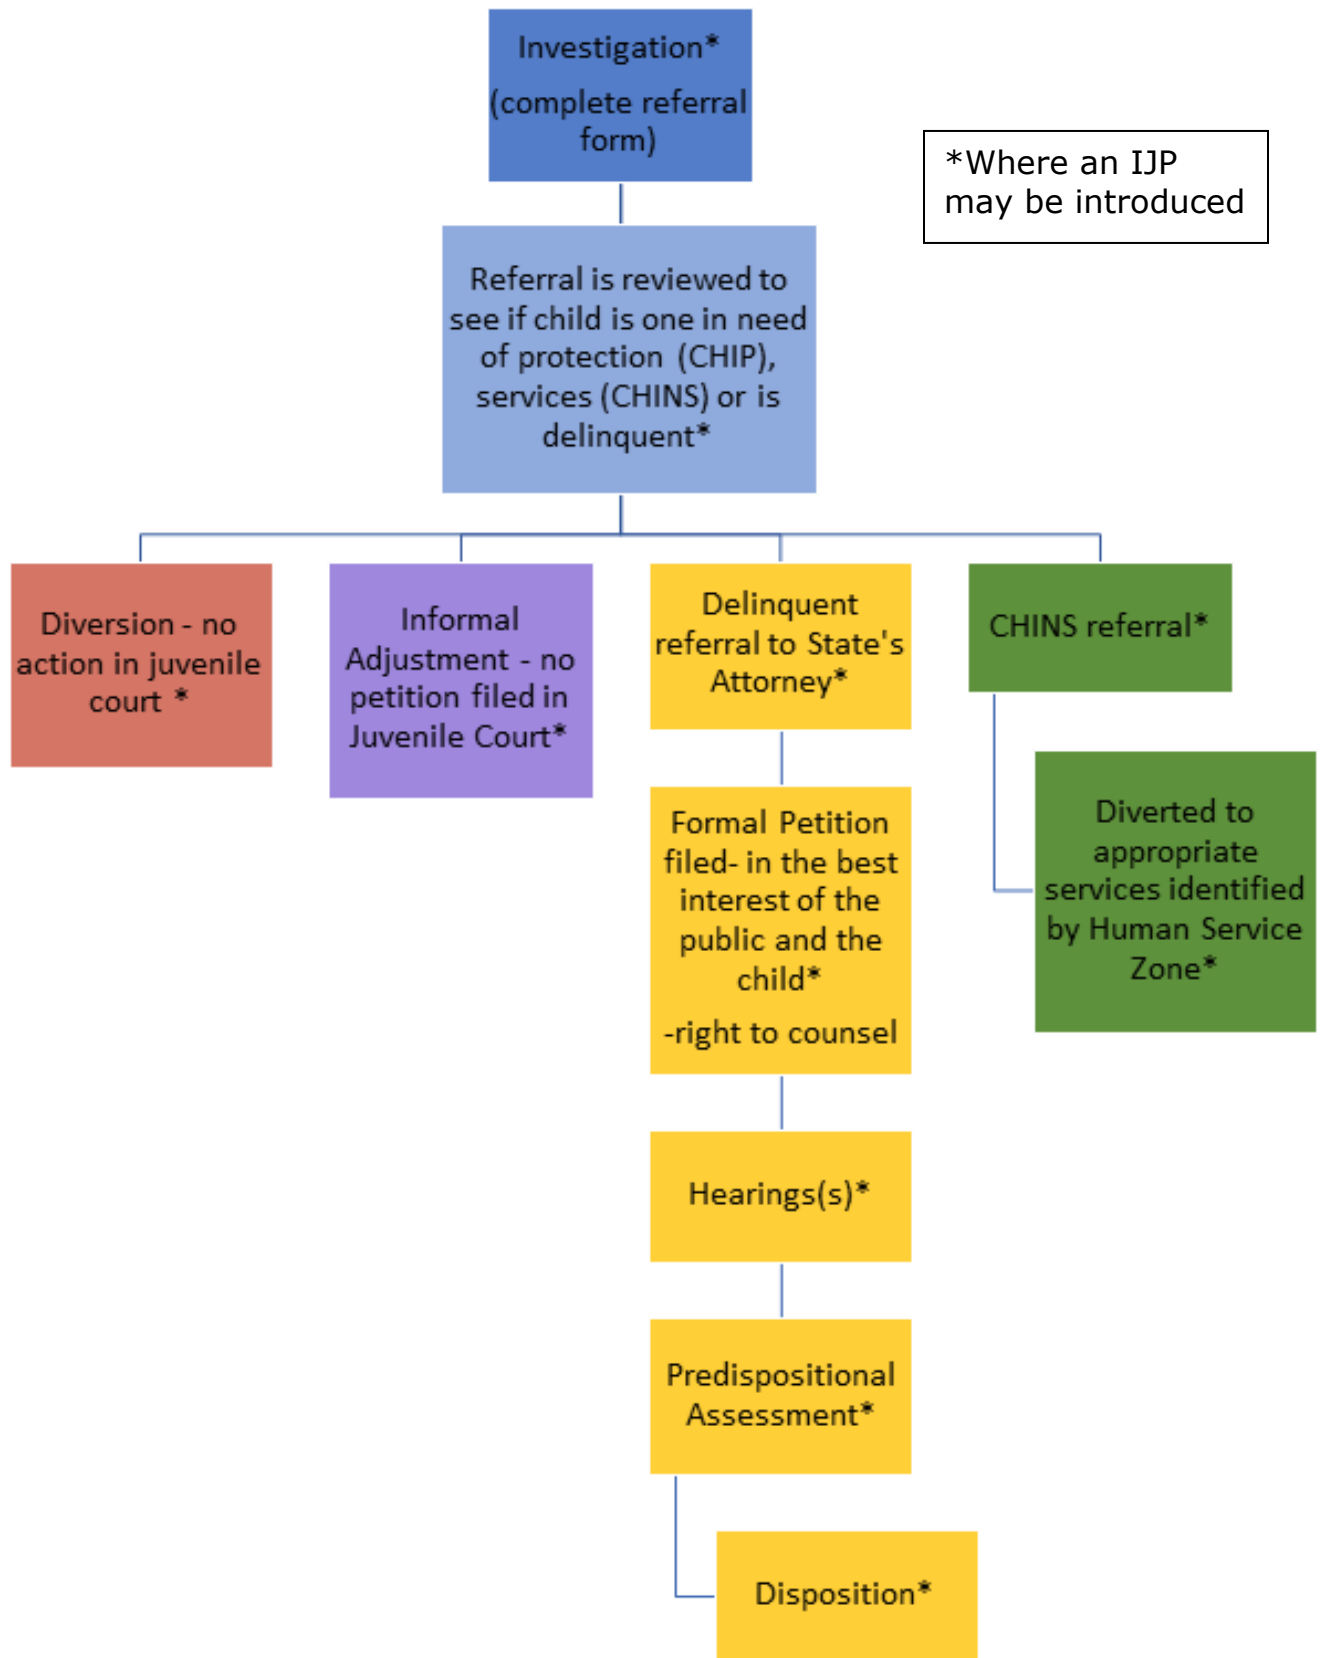 Investigation*
(complete referral
form)
*Where an IJP
may be introduced
Referral is reviewed to
see if child is one in need
of protection (CHIP),
services (CHINS) or is
delinquent*
Diversion - no
action in juvenile
court *
Informal
Adjustment - no
petition filed in
Juvenile Court*
Delinquent
referral to State's
Attorney*
CHINS referral*
Formal Petition
filed- in the best
interest of the
public and the
child*
-right to counsel
Diverted to
appropriate
services identified
by Human Service
Zone*
Hearings(s)*
Predispositional
Assessment*
Disposition*